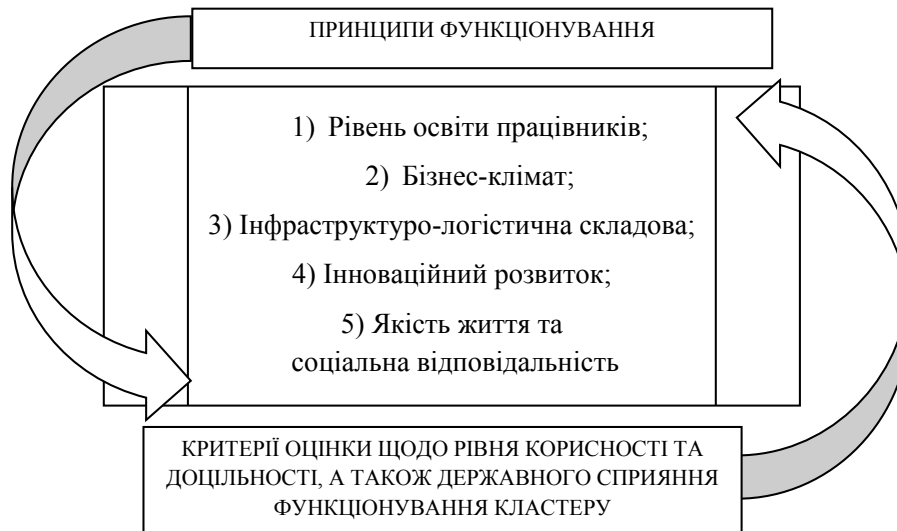 ПРИНЦИПИ ФУНКЦІОНУВАННЯ
1) Рівень освіти працівників;
2) Бізнес-клімат;
3) Інфраструктуро-логістична складова;
4) Інноваційний розвиток;
5) Якість життя та
соціальна відповідальність
КРИТЕРІЇ ОЦІНКИ ЩОДО РІВНЯ КОРИСНОСТІ ТА
ДОЦІЛЬНОСТІ, А ТАКОЖ ДЕРЖАВНОГО СПРИЯННЯ
ФУНКЦІОНУВАННЯ КЛАСТЕРУ